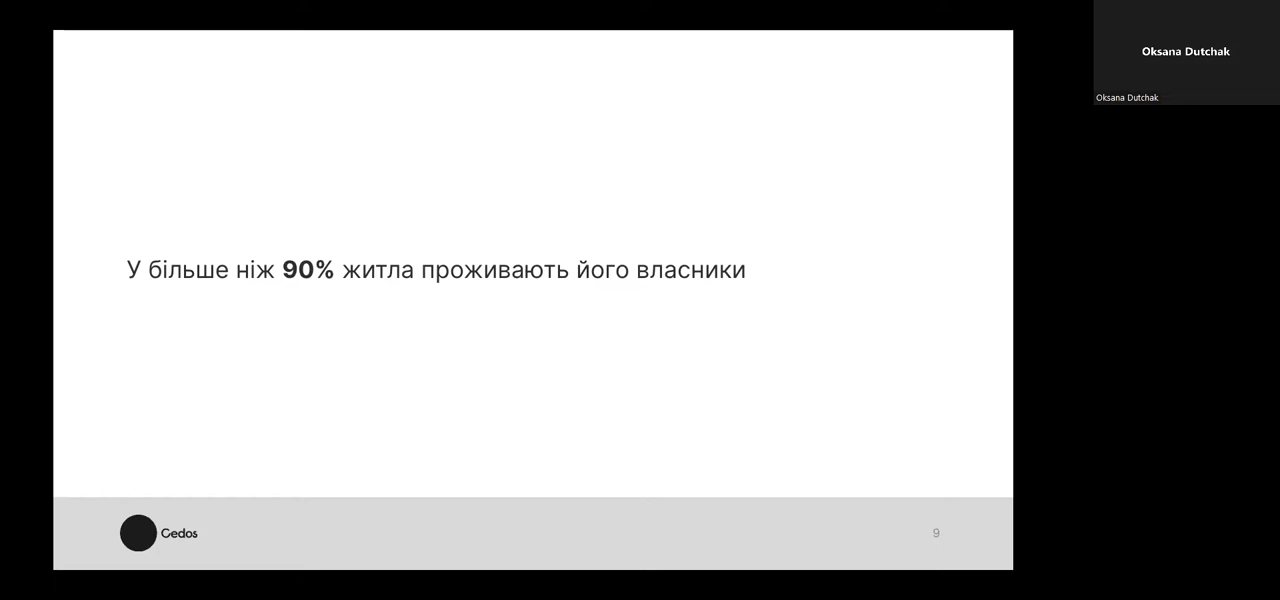 Oksana Dutchak
Oksana Dutchak
У більше ніж 90% житла проживають його власники
Cedos
9